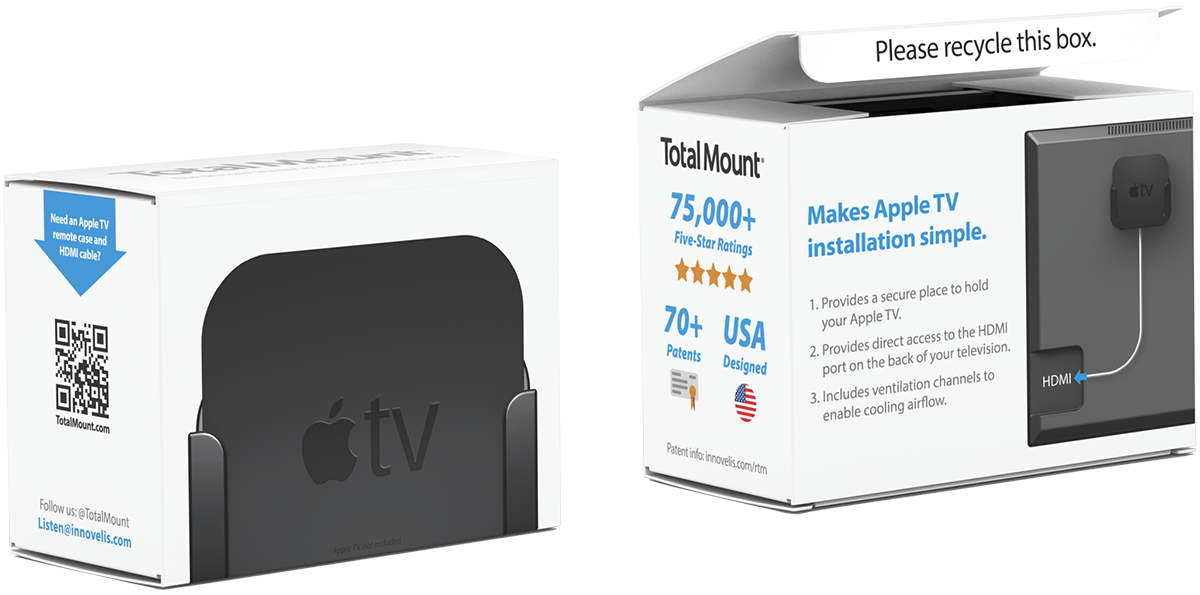 Total Mount
Need an Apple TV
remote case and
HDMI cable?
TotalMount.com
Follow us: @TotalMount
Listen@innovelis.com
tv
Apple TV not included
Please recycle this box.
Total Mount®
75,000+
Five-Star Ratings
70+
Patents
USA
Designed
Patent info: innovelis.com/rtm
Makes Apple TV
installation simple.
1. Provides a secure place to hold
your Apple TV.
2. Provides direct access to the HDMI
port on the back of your television.
3. Includes ventilation channels to
enable cooling airflow.
tv
HDMI